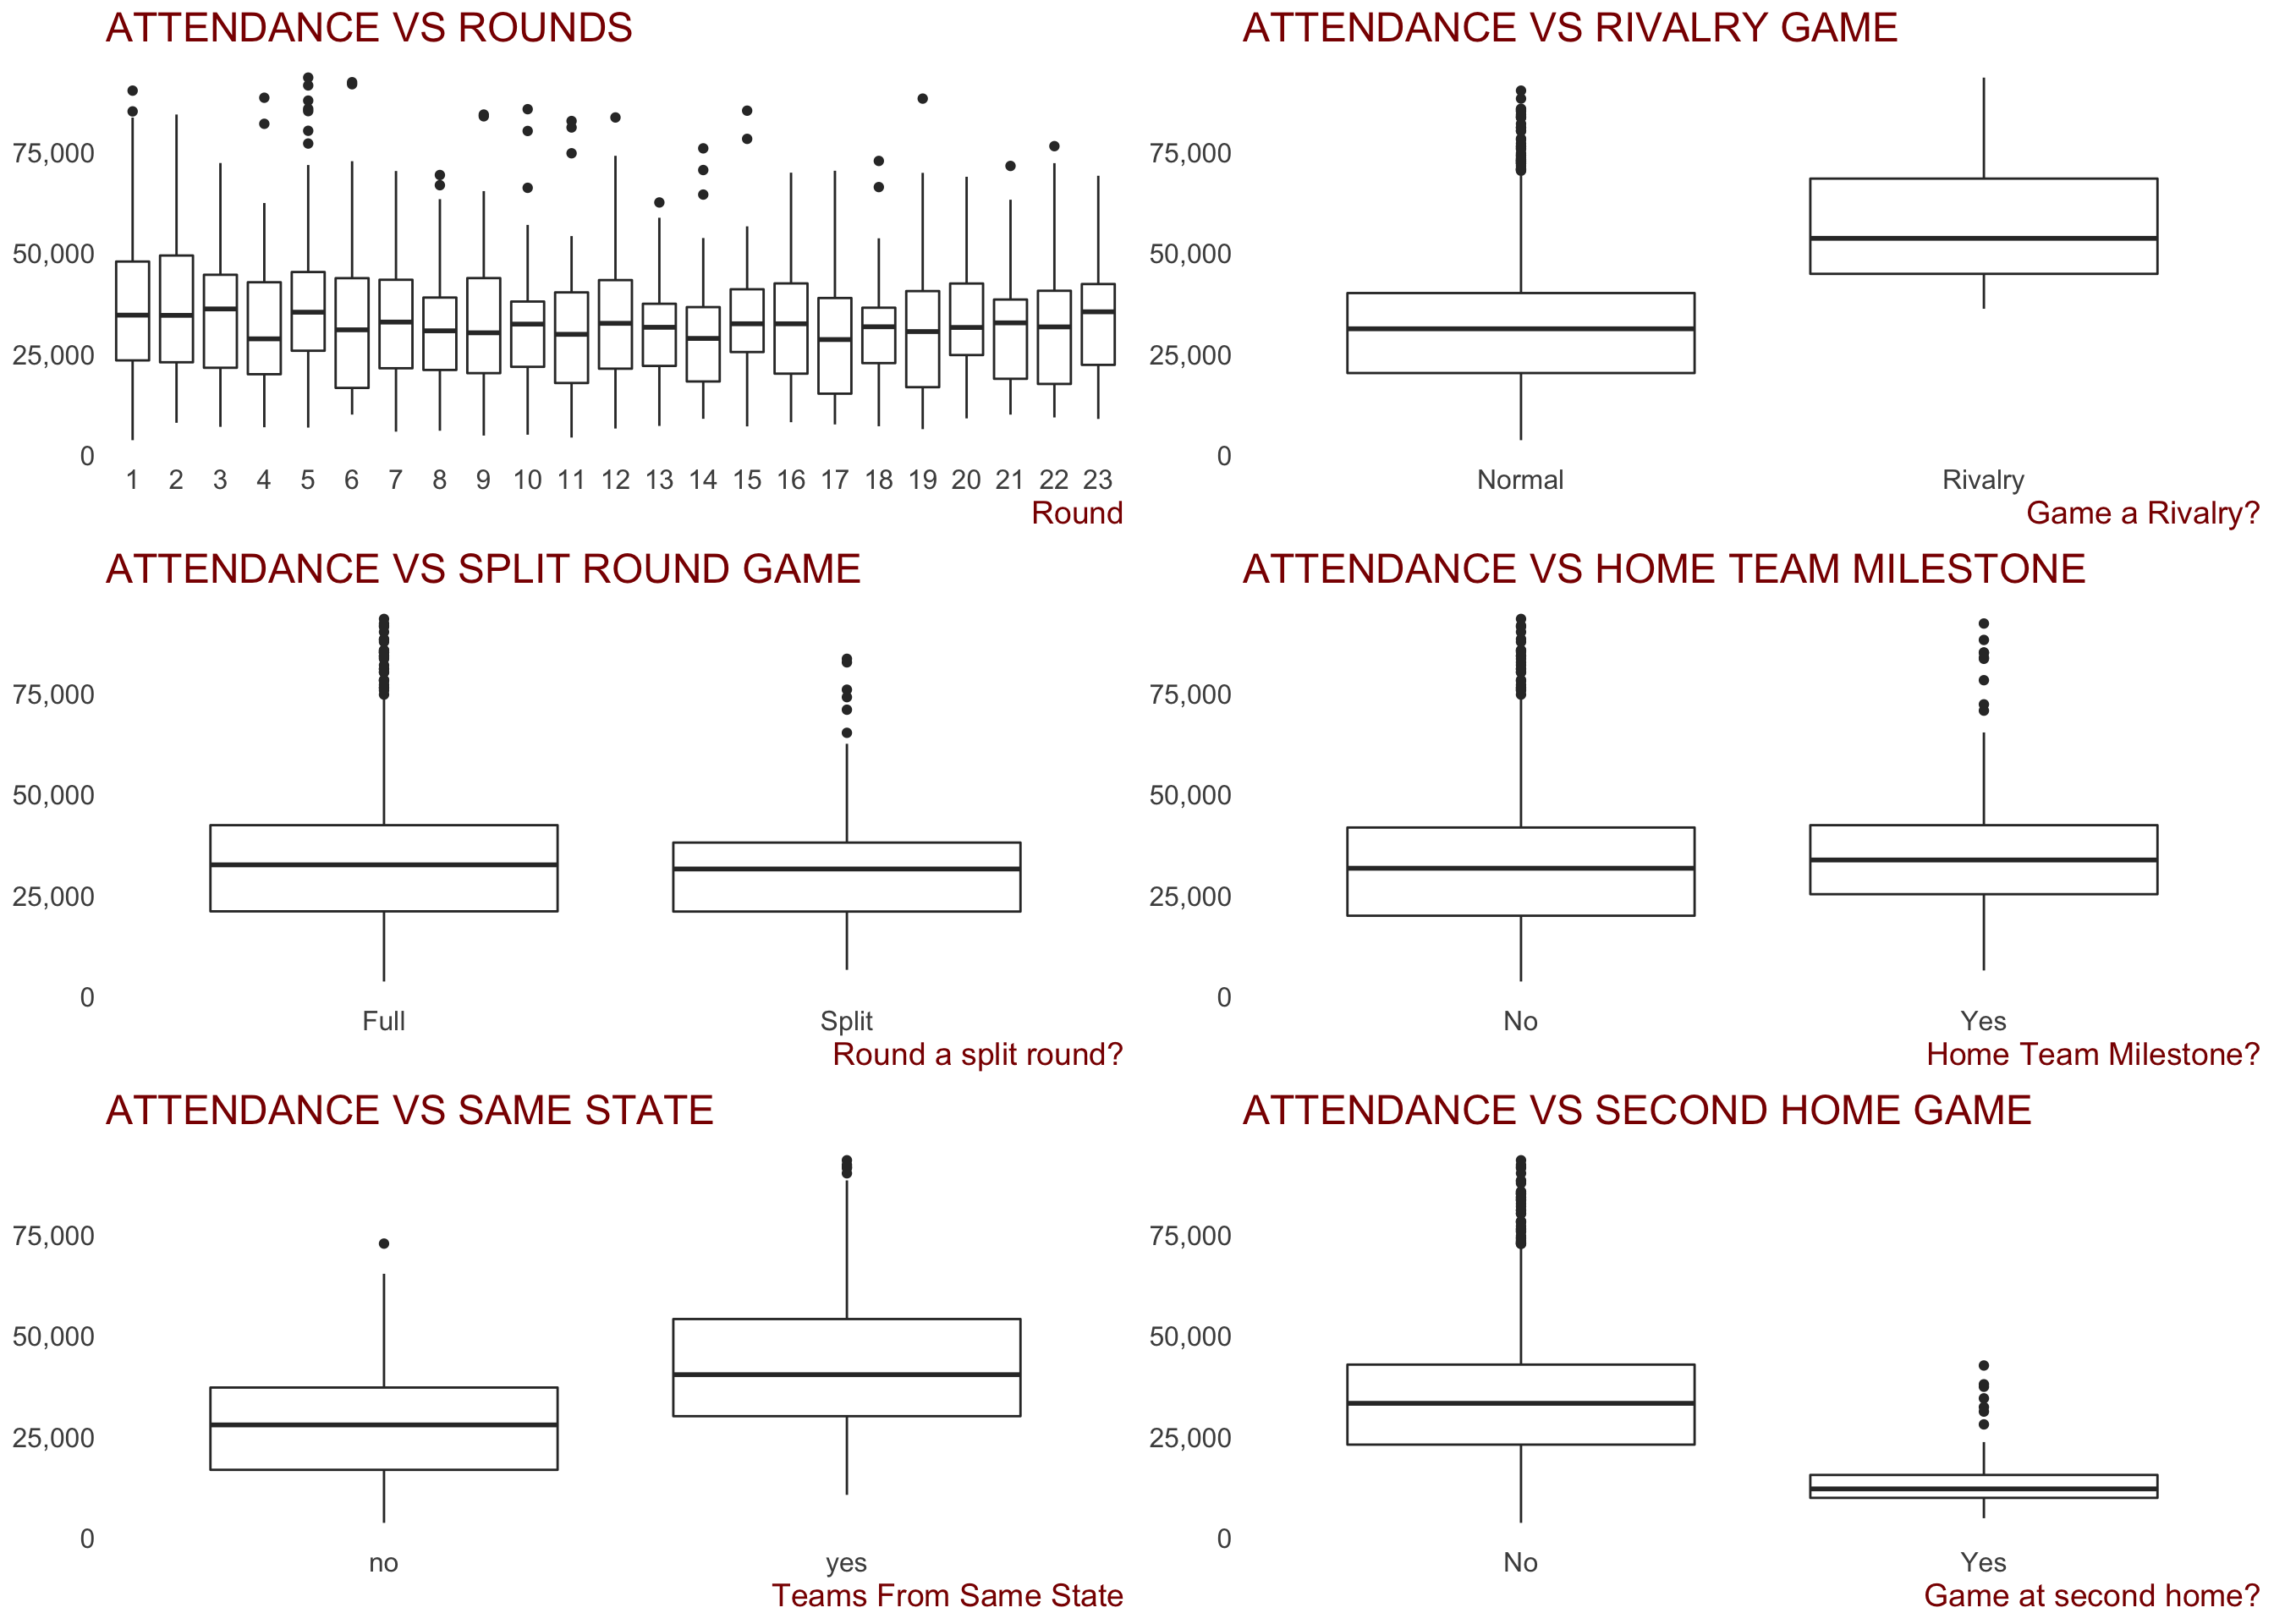 ATTENDANCE VS ROUNDS
75,000
50,000
25,000
0
1 2 3 4 5 6 7 8 9 10 11 12 13 14 15 16 17 18 19 20 21 22 23
Round
ATTENDANCE VS RIVALRY GAME
75,000
50,000
25,000
0
Normal Rivalry
Game a Rivalry?
ATTENDANCE VS SPLIT ROUND GAME
75,000
50,000
25,000
0
Full Split
Round a split round?
ATTENDANCE VS HOME TEAM MILESTONE
75,000
50,000
25,000
0
No Yes
Home Team Milestone?
ATTENDANCE VS SAME STATE
75,000
50,000
25,000
0
no yes
Teams From Same State
ATTENDANCE VS SECOND HOME GAME
75,000
50,000
25,000
0
No Yes
Game at second home?